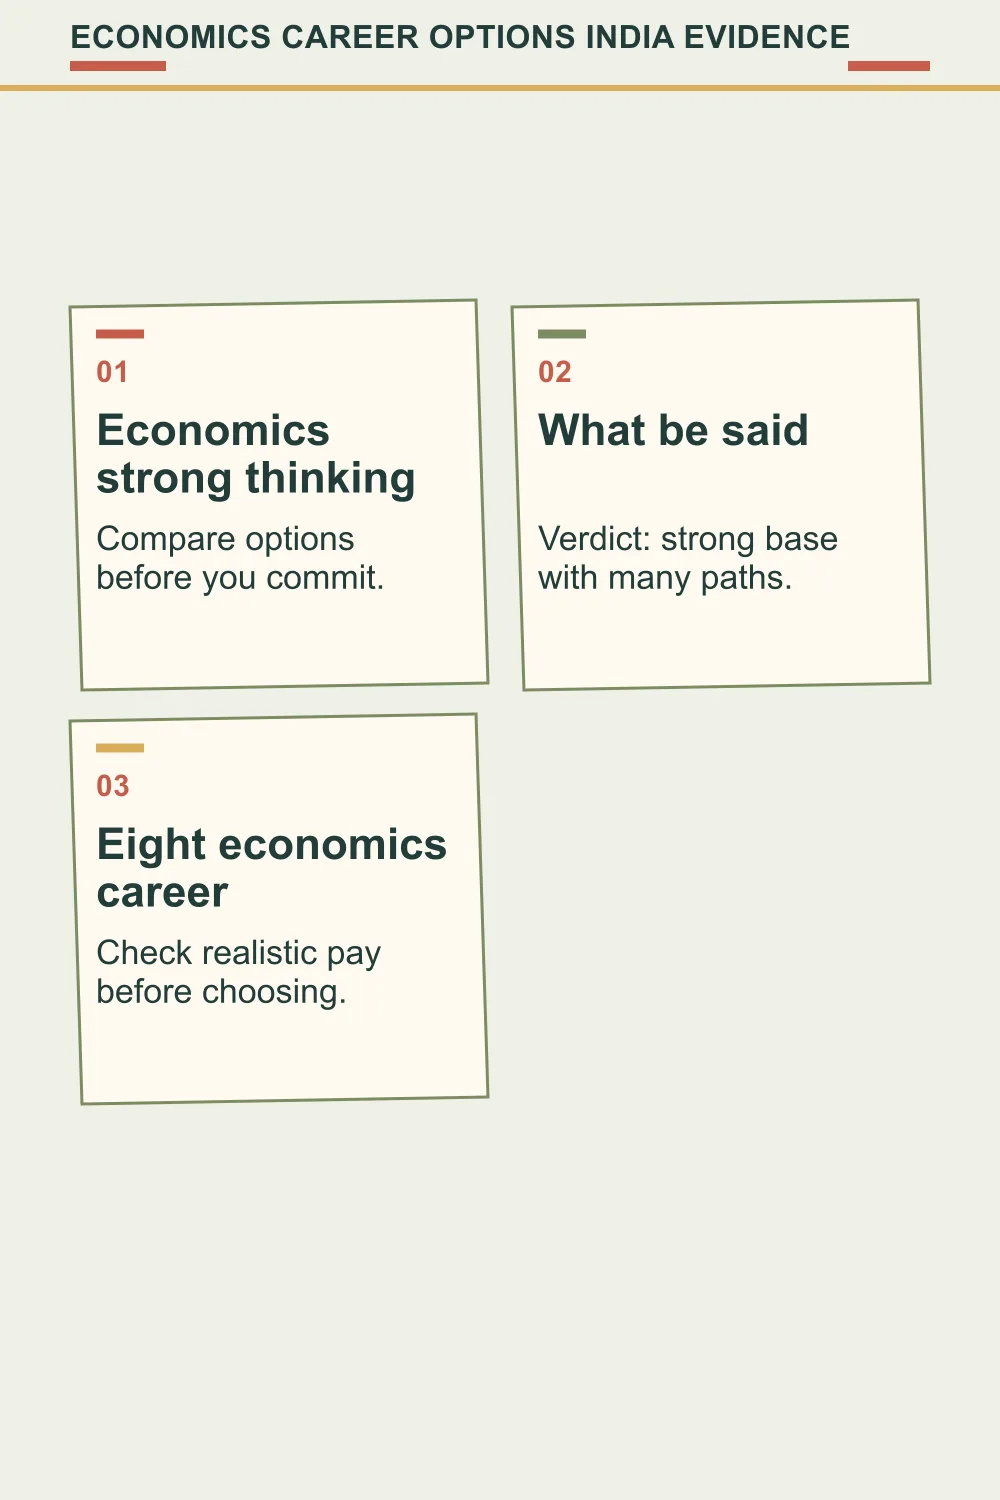 ECONOMICS CAREER OPTIONS INDIA EVIDENCE
01
Economics
strong thinking
Compare options
before you commit.
02
What be said
Verdict: strong base
with many paths.
03
Eight economics
career
Check realistic pay
before choosing.